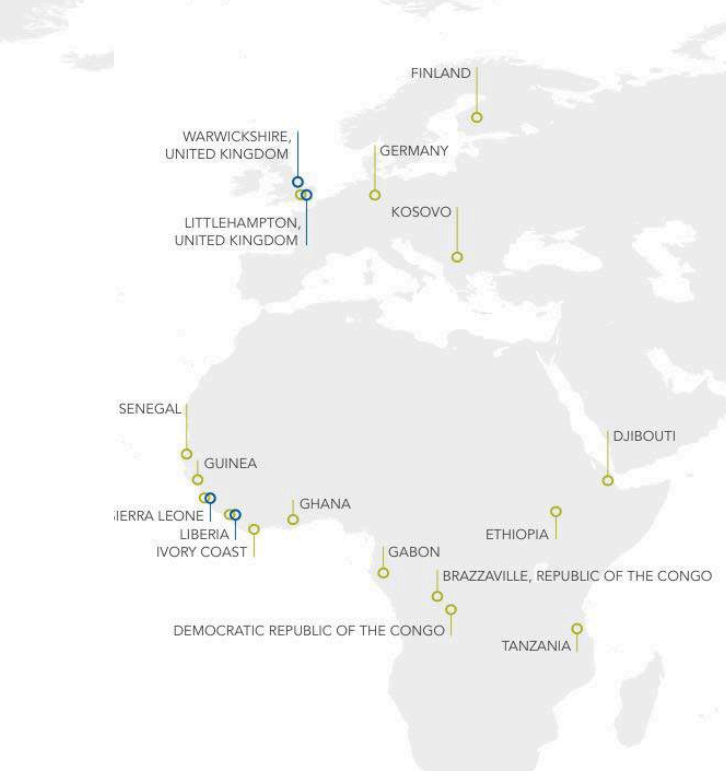 FINLAND
WARWICKSHIRE,
UNITED KINGDOM
GERMANY
KOSOVO
LITTLEHAMPTON,
UNITED KINGDOM
SENEGAL
DJIBOUTI
GUINEA
GHANA
IERRA LEONE
LIBERIA
ETHIOPIA
IVORY COAST
GABON
BRAZZAVILLE, REPUBLIC OF THE CONGO
DEMOCRATIC REPUBLIC OF THE CONGO
TANZANIA